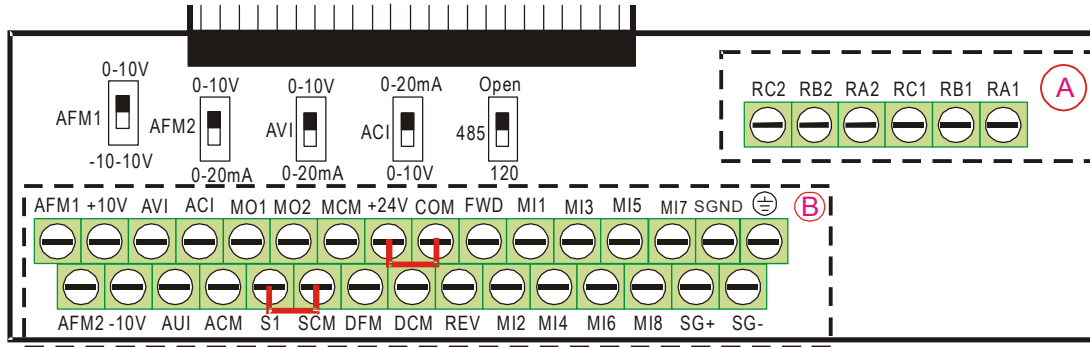 0-10V 0-10V 0-10V 0-20mA Open
AFM1 AFM2 AVI ACI 485
-10-10V 0-20mA 0-20mA 0-10V 120
RC2 RB2 RA2 RC1 RB1 RA1 A
AFM1 +10V AVI ACI MO1 MO2 MCM +24V COM FWD MI1 MI3 MI5 MI7 SGND B
AFM2 -10V AUI ACM S1 SCM DFM DCM REV MI2 MI4 MI6 MI8 SG+ SG-